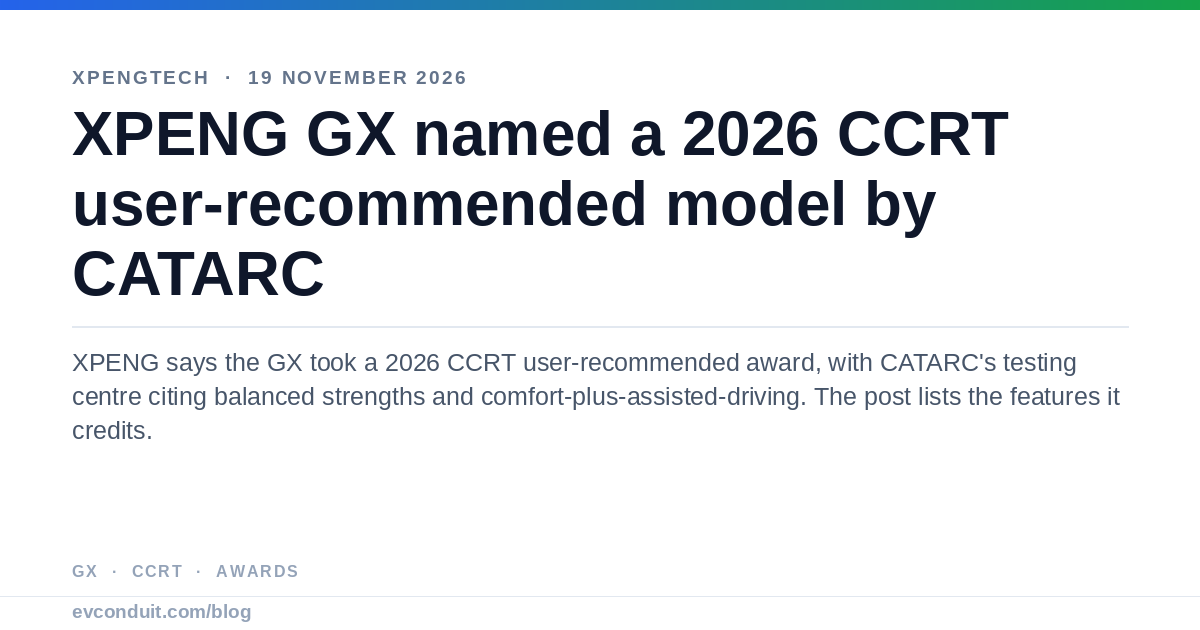 XPENGTECH · 19 NOVEMBER 2026
XPENG GX named a 2026 CCRT
user-recommended model by
CATARC
XPENG says the GX took a 2026 CCRT user-recommended award, with CATARC's testing
centre citing balanced strengths and comfort-plus-assisted-driving. The post lists the features it
credits.
GX · CCRT · AWARDS
evconduit.com/blog